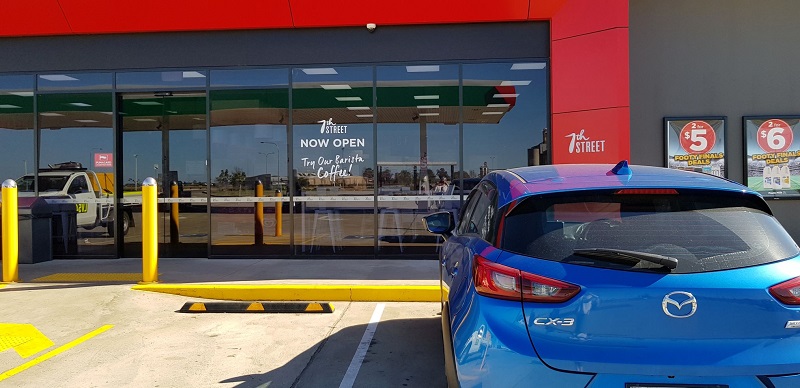 7th
STREET
NOW OPEN
Try Our Barista
Coffee!
7th
STREET
2 for
$5
FOOTY FINALS
DEALS
2 for
$6
FOOTY FINALS
DEALS
CX-3